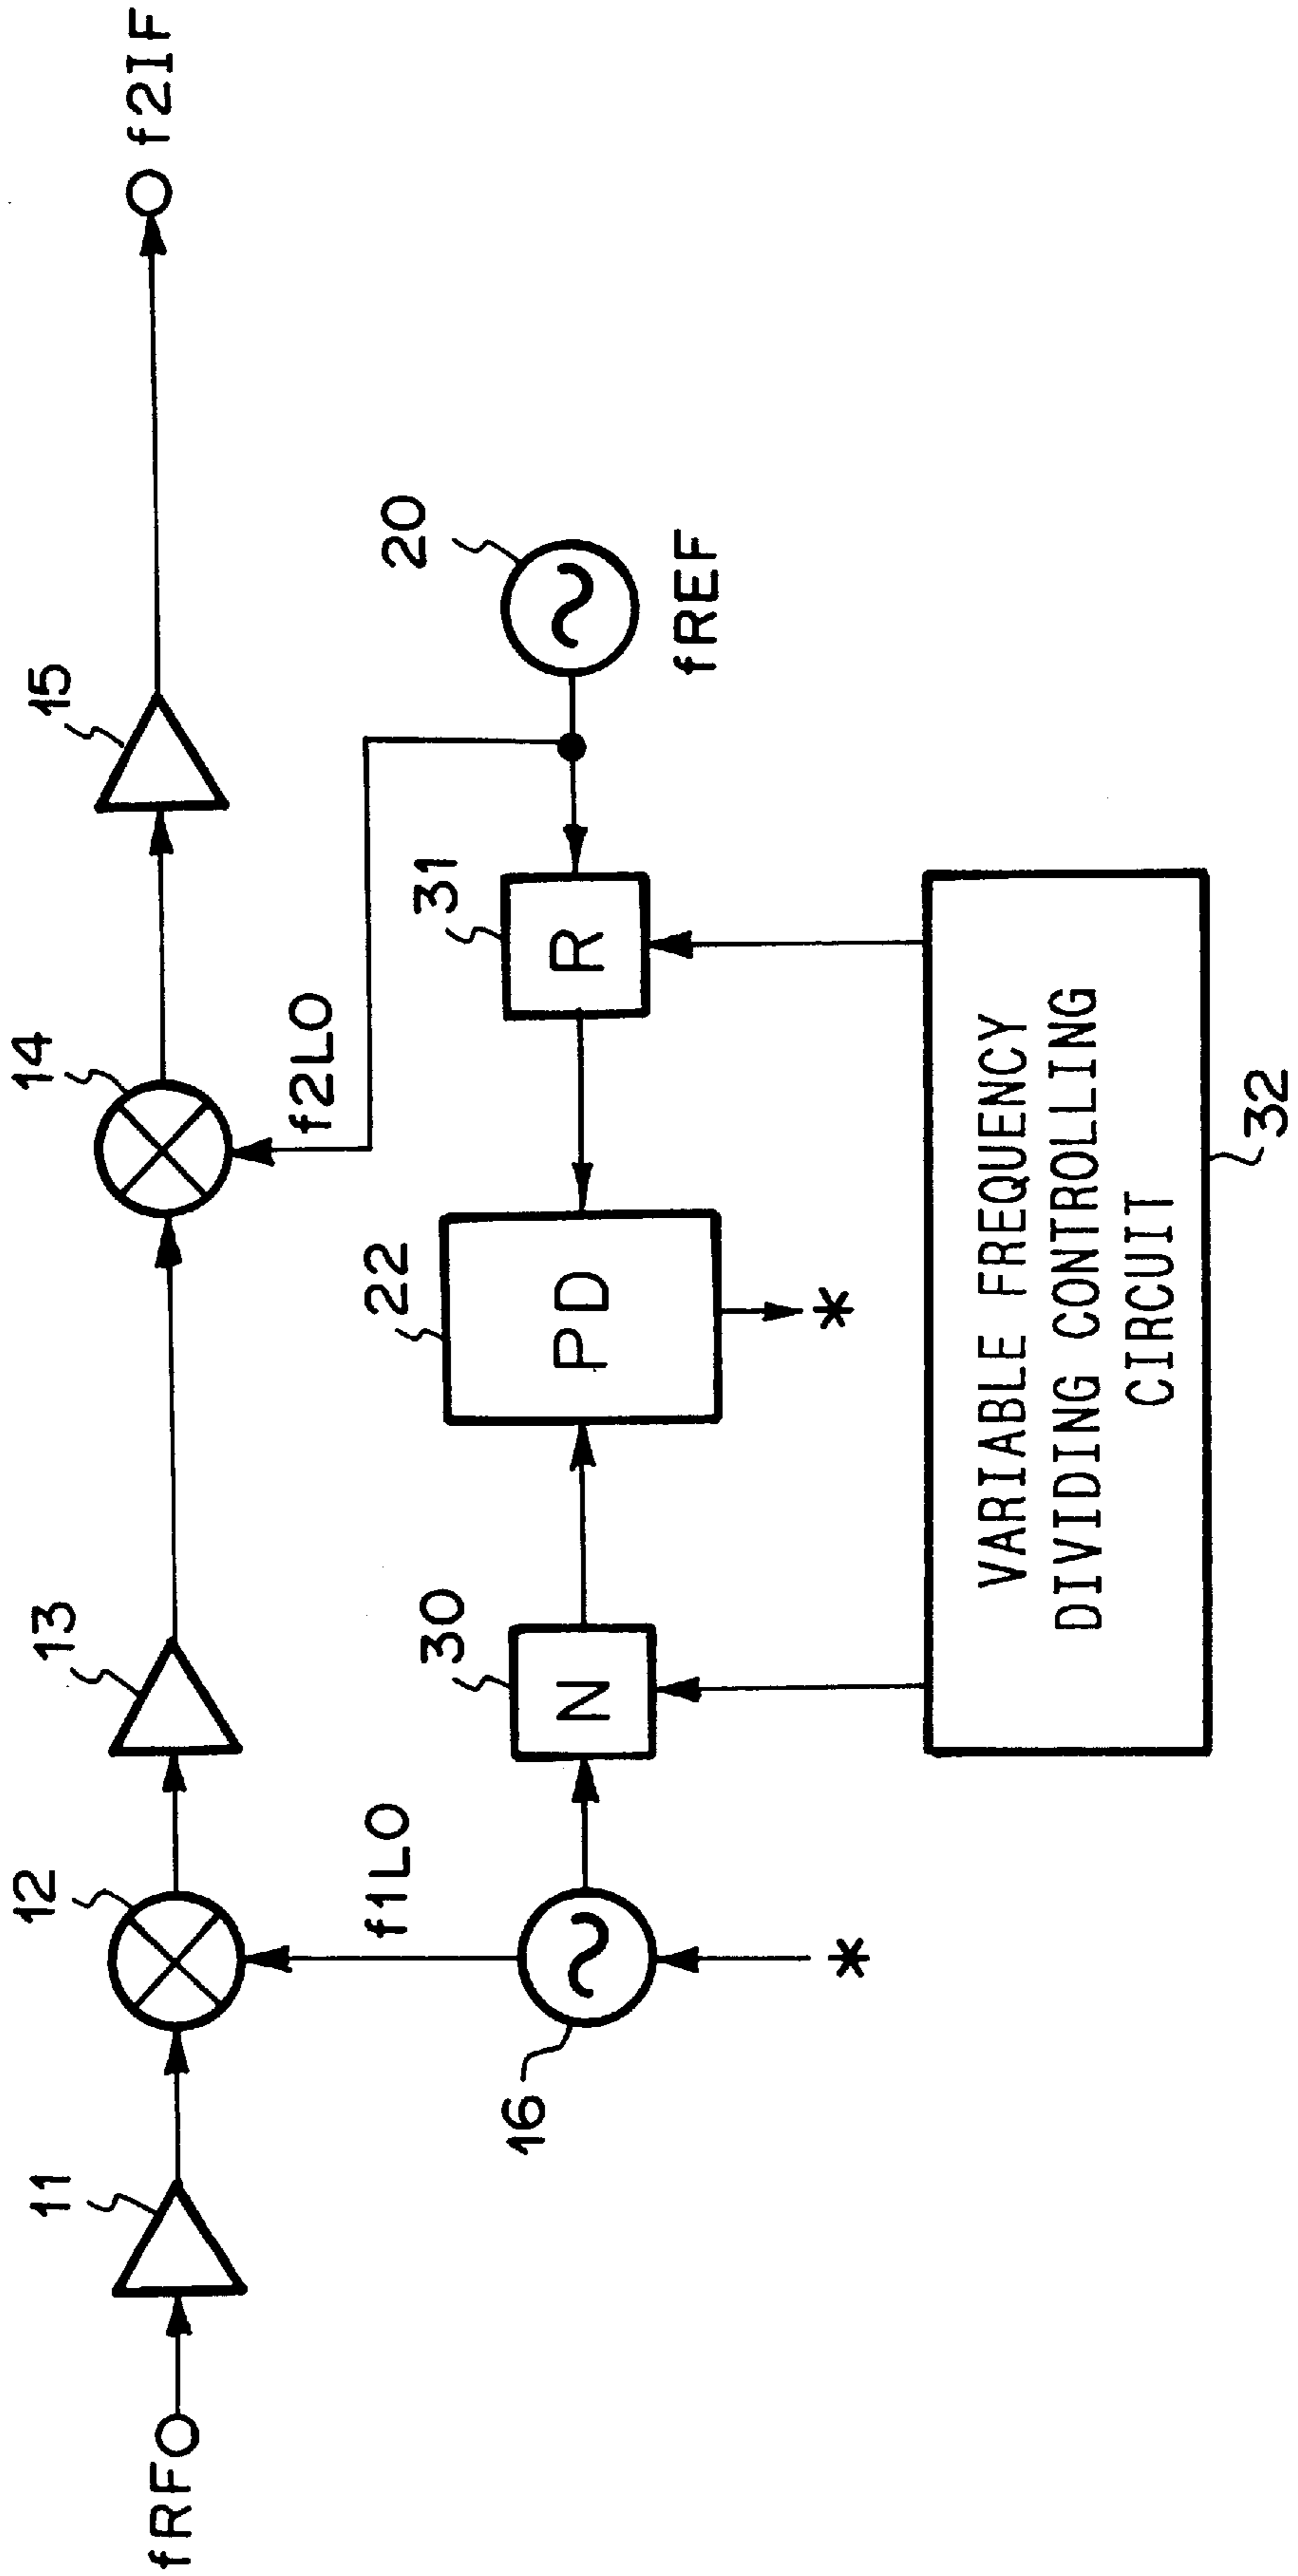 11
12
13
14
15
fRF
f2IF
f1LO
f2LO
16
30
N
22
PD
31
R
20
fREF
*
*
VARIABLE FREQUENCY
DIVIDING CONTROLLING
CIRCUIT
32